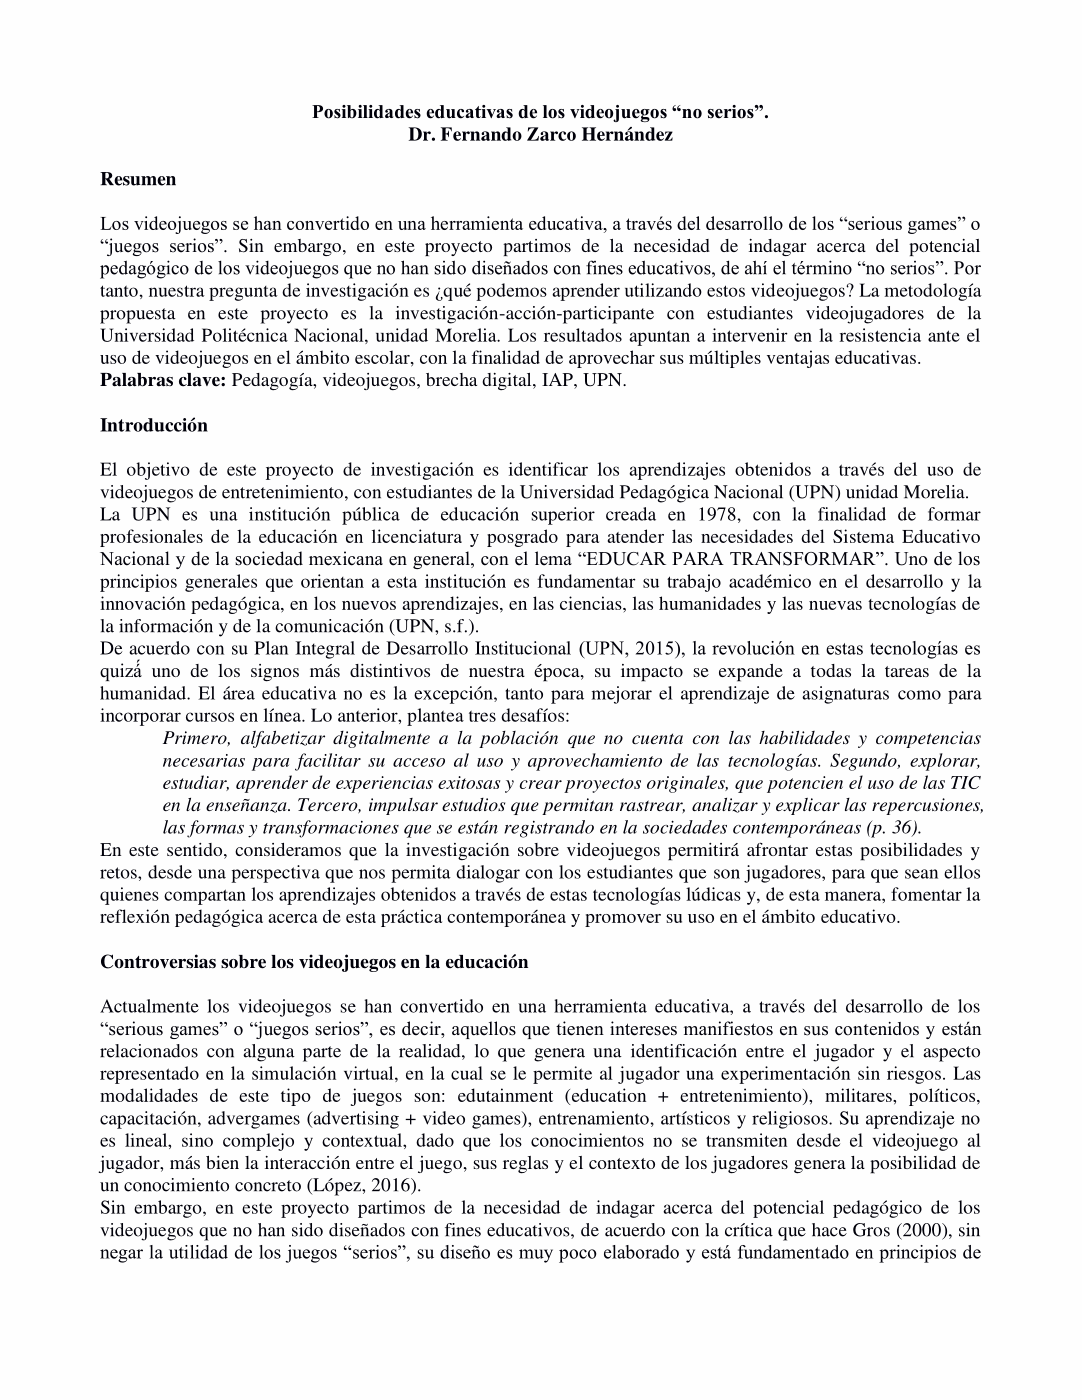 Posibilidades educativas de los videojuegos “no serios”.
Dr. Fernando Zarco Hernández
Resumen
Los videojuegos se han convertido en una herramienta educativa, a través del desarrollo de los “serious games” o
“juegos serios”. Sin embargo, en este proyecto partimos de la necesidad de indagar acerca del potencial
pedagógico de los videojuegos que no han sido diseñados con fines educativos, de ahí el término “no serios”. Por
tanto, nuestra pregunta de investigación es ¿qué podemos aprender utilizando estos videojuegos? La metodología
propuesta en este proyecto es la investigación-acción-participante con estudiantes videojugadores de la
Universidad Politécnica Nacional, unidad Morelia. Los resultados apuntan a intervenir en la resistencia ante el
uso de videojuegos en el ámbito escolar, con la finalidad de aprovechar sus múltiples ventajas educativas.
Palabras clave: Pedagogía, videojuegos, brecha digital, IAP, UPN.
Introducción
El objetivo de este proyecto de investigación es identificar los aprendizajes obtenidos a través del uso de
videojuegos de entretenimiento, con estudiantes de la Universidad Pedagógica Nacional (UPN) unidad Morelia.
La UPN es una institución pública de educación superior creada en 1978, con la finalidad de formar
profesionales de la educación en licenciatura y posgrado para atender las necesidades del Sistema Educativo
Nacional y de la sociedad mexicana en general, con el lema “EDUCAR PARA TRANSFORMAR”. Uno de los
principios generales que orientan a esta institución es fundamentar su trabajo académico en el desarrollo y la
innovación pedagógica, en los nuevos aprendizajes, en las ciencias, las humanidades y las nuevas tecnologías de
la información y de la comunicación (UPN, s.f.).
De acuerdo con su Plan Integral de Desarrollo Institucional (UPN, 2015), la revolución en estas tecnologías es
quizá uno de los signos más distintivos de nuestra época, su impacto se expande a todas la tareas de la
humanidad. El área educativa no es la excepción, tanto para mejorar el aprendizaje de asignaturas como para
incorporar cursos en línea. Lo anterior, plantea tres desafíos:
Primero, alfabetizar digitalmente a la población que no cuenta con las habilidades y competencias
necesarias para facilitar su acceso al uso y aprovechamiento de las tecnologías. Segundo, explorar,
estudiar, aprender de experiencias exitosas y crear proyectos originales, que potencien el uso de las TIC
en la enseñanza. Tercero, impulsar estudios que permitan rastrear, analizar y explicar las repercusiones,
las formas y transformaciones que se están registrando en la sociedades contemporáneas (p. 36).
En este sentido, consideramos que la investigación sobre videojuegos permitirá afrontar estas posibilidades y
retos, desde una perspectiva que nos permita dialogar con los estudiantes que son jugadores, para que sean ellos
quienes compartan los aprendizajes obtenidos a través de estas tecnologías lúdicas y, de esta manera, fomentar la
reflexión pedagógica acerca de esta práctica contemporánea y promover su uso en el ámbito educativo.
Controversias sobre los videojuegos en la educación
Actualmente los videojuegos se han convertido en una herramienta educativa, a través del desarrollo de los
“serious games” o “juegos serios”, es decir, aquellos que tienen intereses manifiestos en sus contenidos y están
relacionados con alguna parte de la realidad, lo que genera una identificación entre el jugador y el aspecto
representado en la simulación virtual, en la cual se le permite al jugador una experimentación sin riesgos. Las
modalidades de este tipo de juegos son: edutainment (education + entretenimiento), militares, políticos,
capacitación, advergames (advertising + video games), entrenamiento, artísticos y religiosos. Su aprendizaje no
es lineal, sino complejo y contextual, dado que los conocimientos no se transmiten desde el videojuego al
jugador, más bien la interacción entre el juego, sus reglas y el contexto de los jugadores genera la posibilidad de
un conocimiento concreto (López, 2016).
Sin embargo, en este proyecto partimos de la necesidad de indagar acerca del potencial pedagógico de los
videojuegos que no han sido diseñados con fines educativos, de acuerdo con la crítica que hace Gros (2000), sin
negar la utilidad de los juegos “serios”, su diseño es muy poco elaborado y está fundamentado en principios de